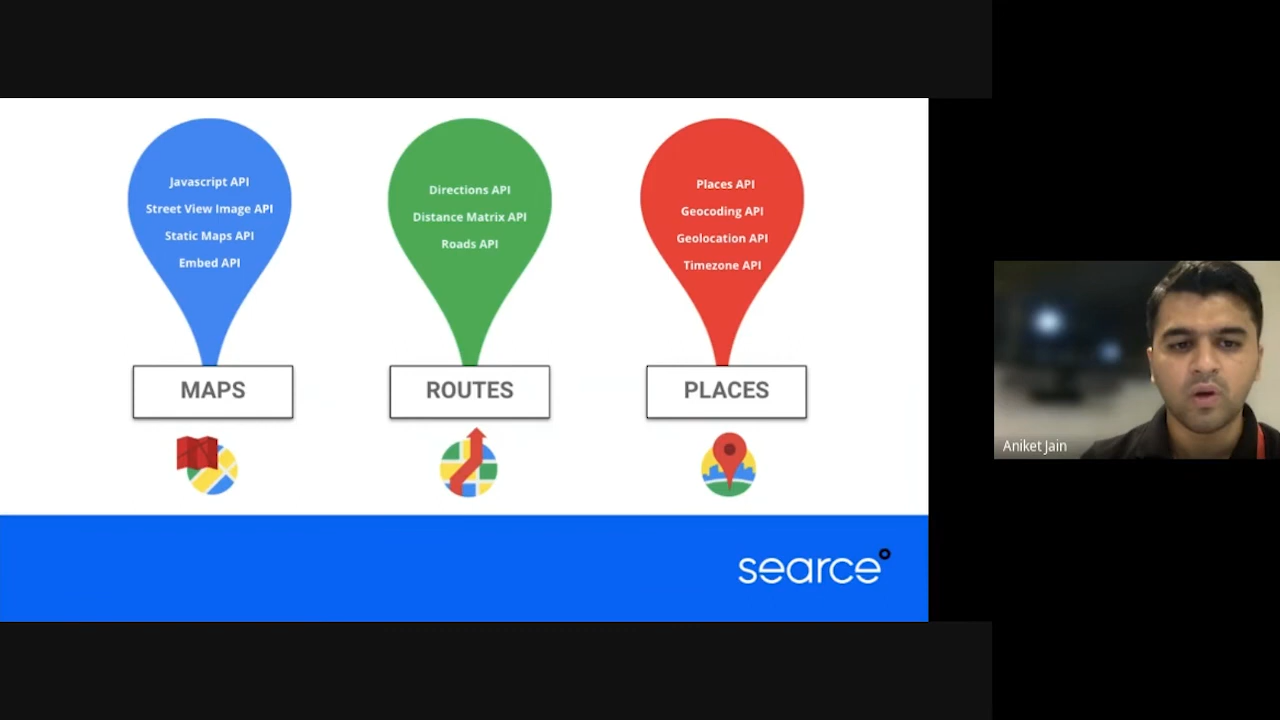 Javascript API
Street View Image API
Static Maps API
Embed API
MAPS
Directions API
Distance Matrix API
Roads API
ROUTES
Places API
Geocoding API
Geolocation API
Timezone API
PLACES
searce
Aniket Jain